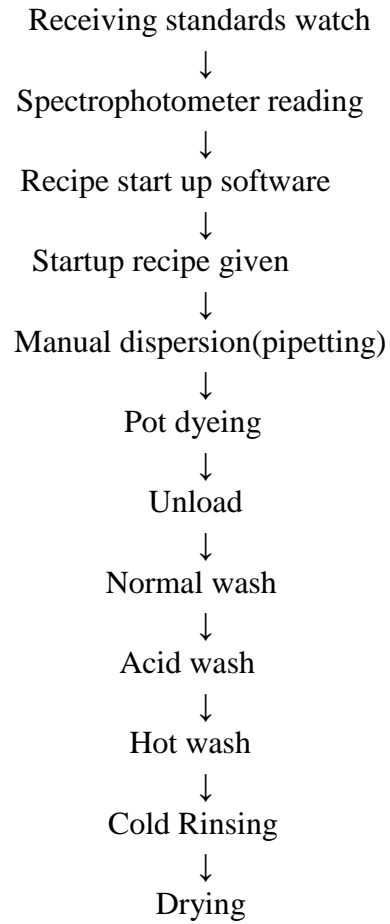 Receiving standards watch
↓
Spectrophotometer reading
↓
Recipe start up software
↓
Startup recipe given
↓
Manual dispersion(pipetting)
↓
Pot dyeing
↓
Unload
↓
Normal wash
↓
Acid wash
↓
Hot wash
↓
Cold Rinsing
↓
Drying